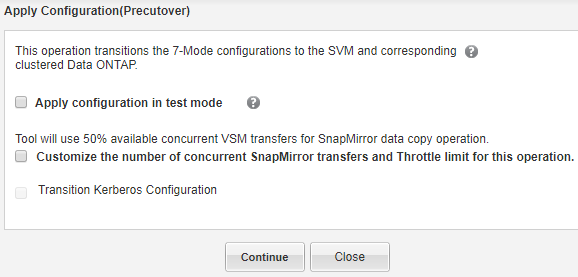 Apply Configuration(Precutover)
This operation transitions the 7-Mode configurations to the SVM and corresponding
clustered Data ONTAP.
Apply configuration in test mode
Tool will use 50% available concurrent VSM transfers for SnapMirror data copy operation.
Customize the number of concurrent SnapMirror transfers and Throttle limit for this operation.
Transition Kerberos Configuration
Continue Close